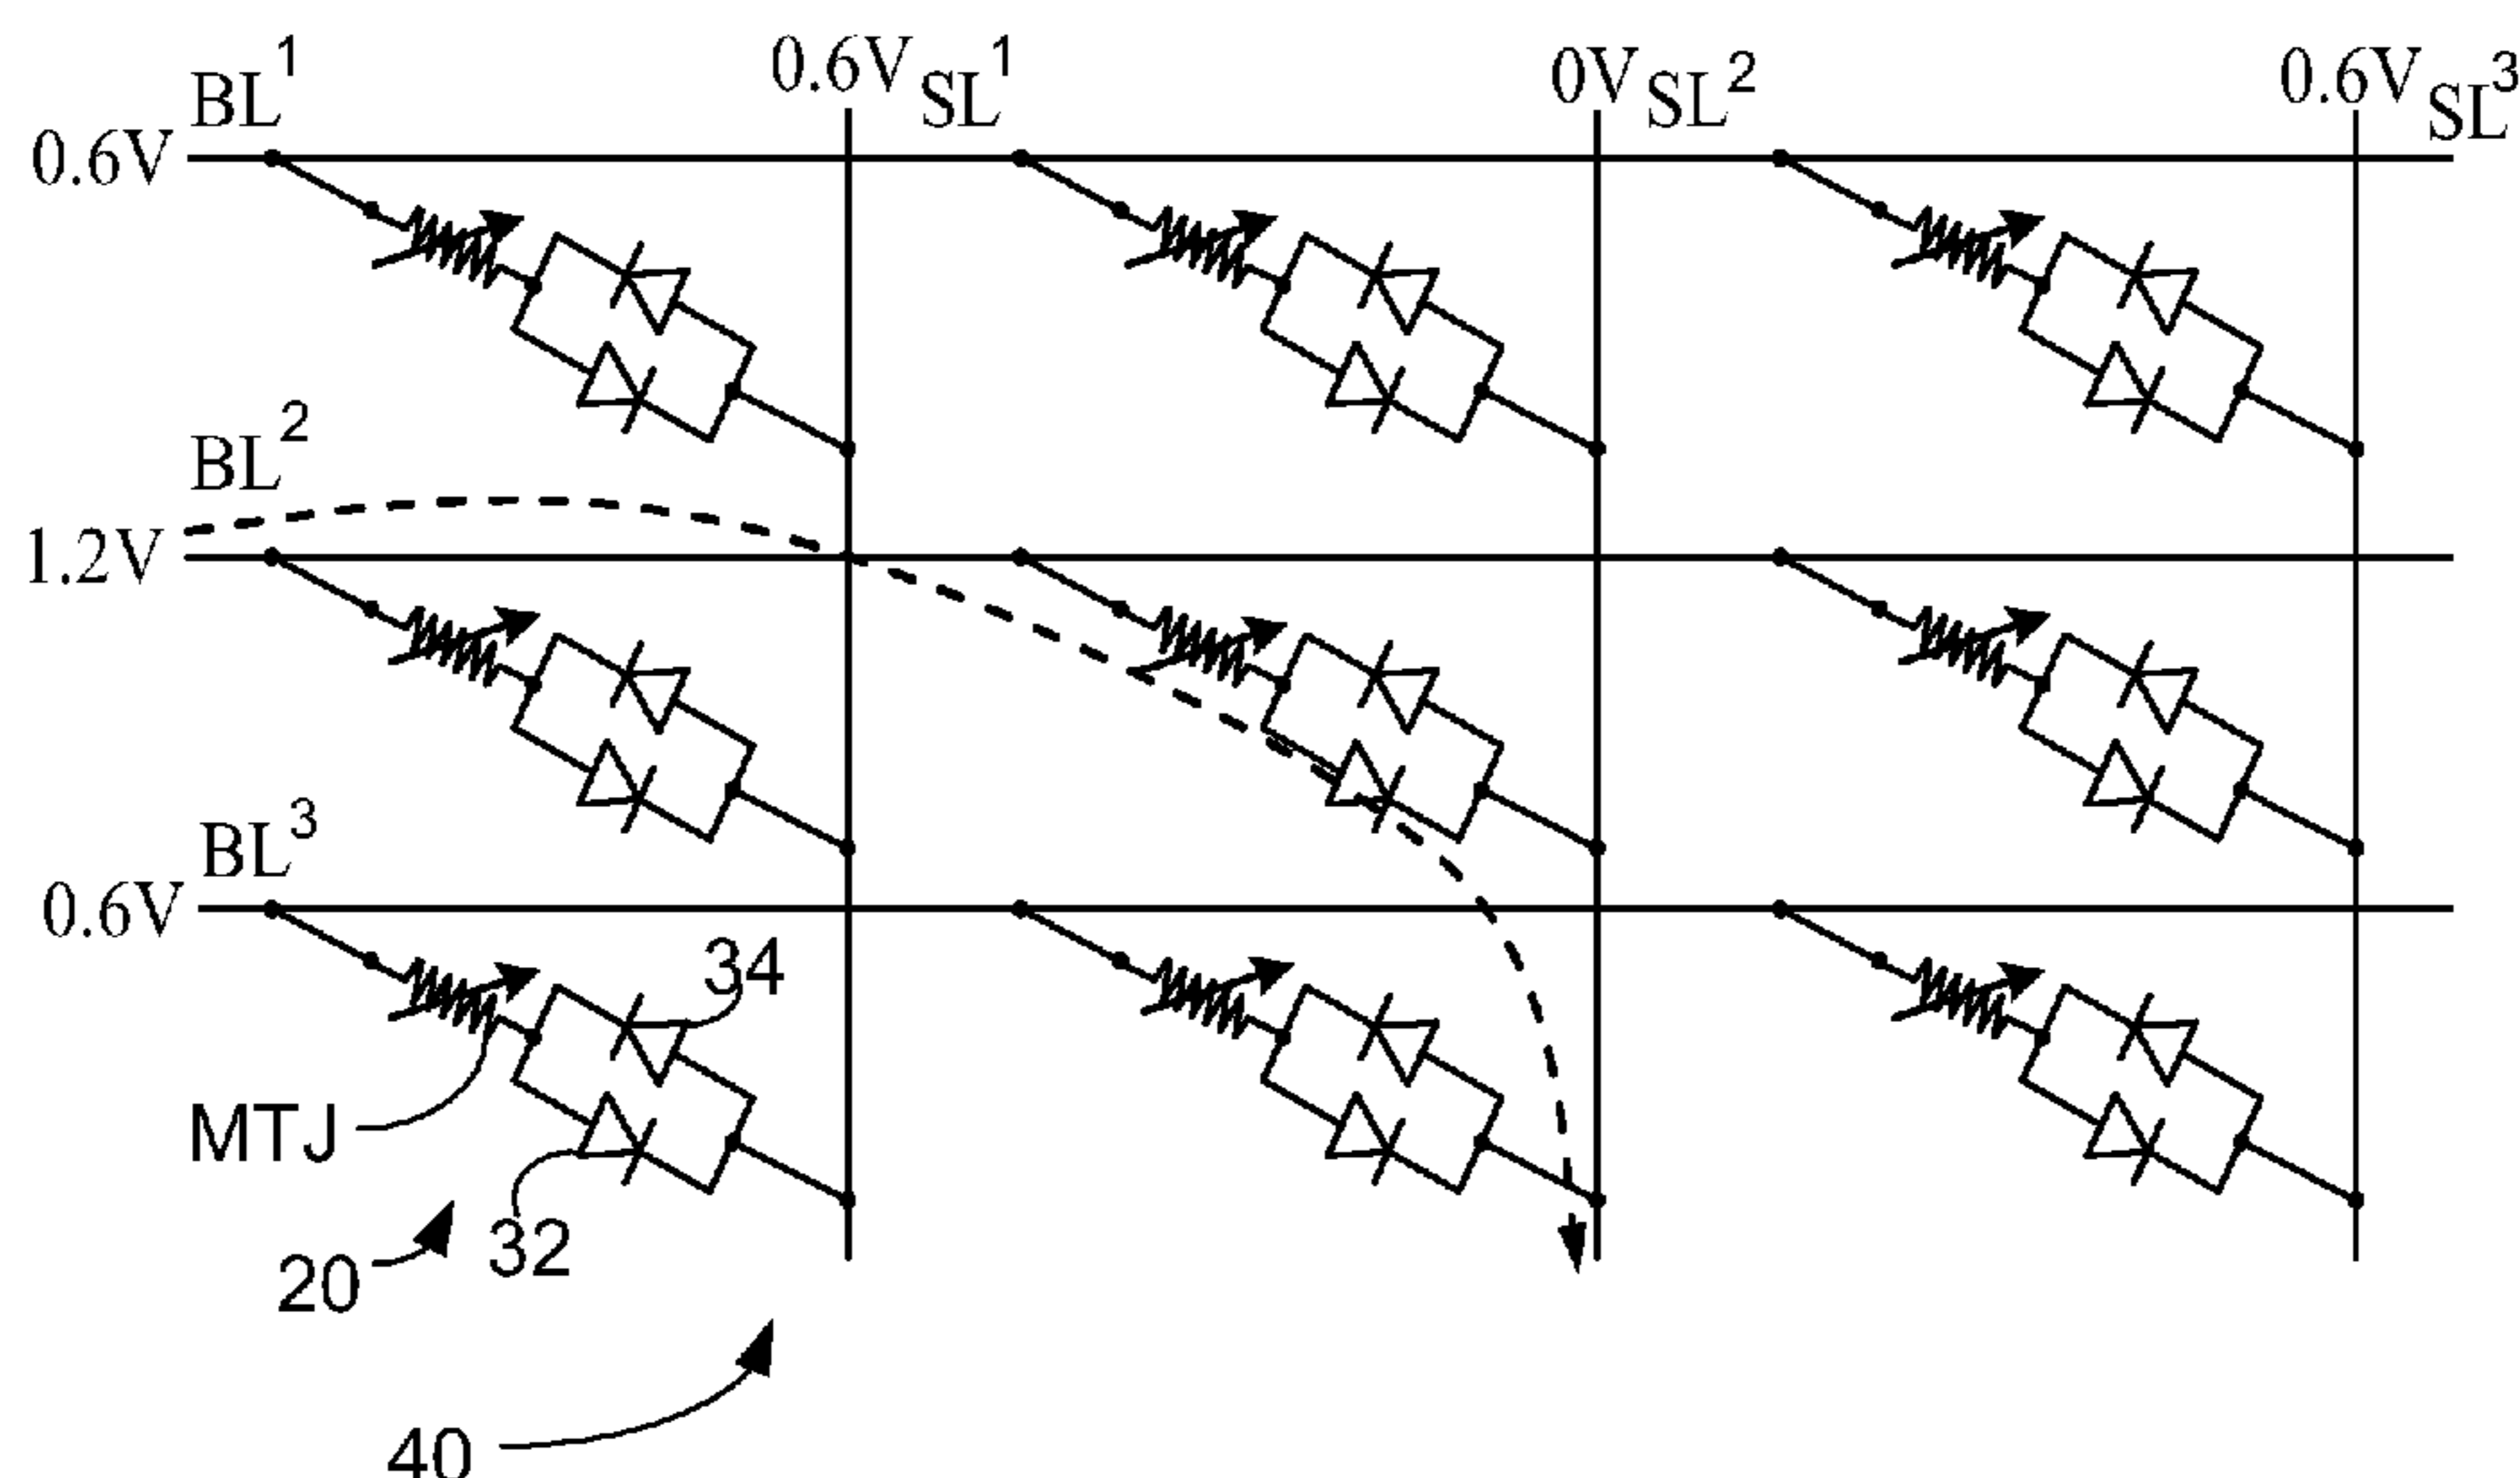 BL¹
0.6V
0.6V SL¹
0V SL²
0.6V SL³
BL²
1.2V
BL³
0.6V
34
MTJ
32
20
40